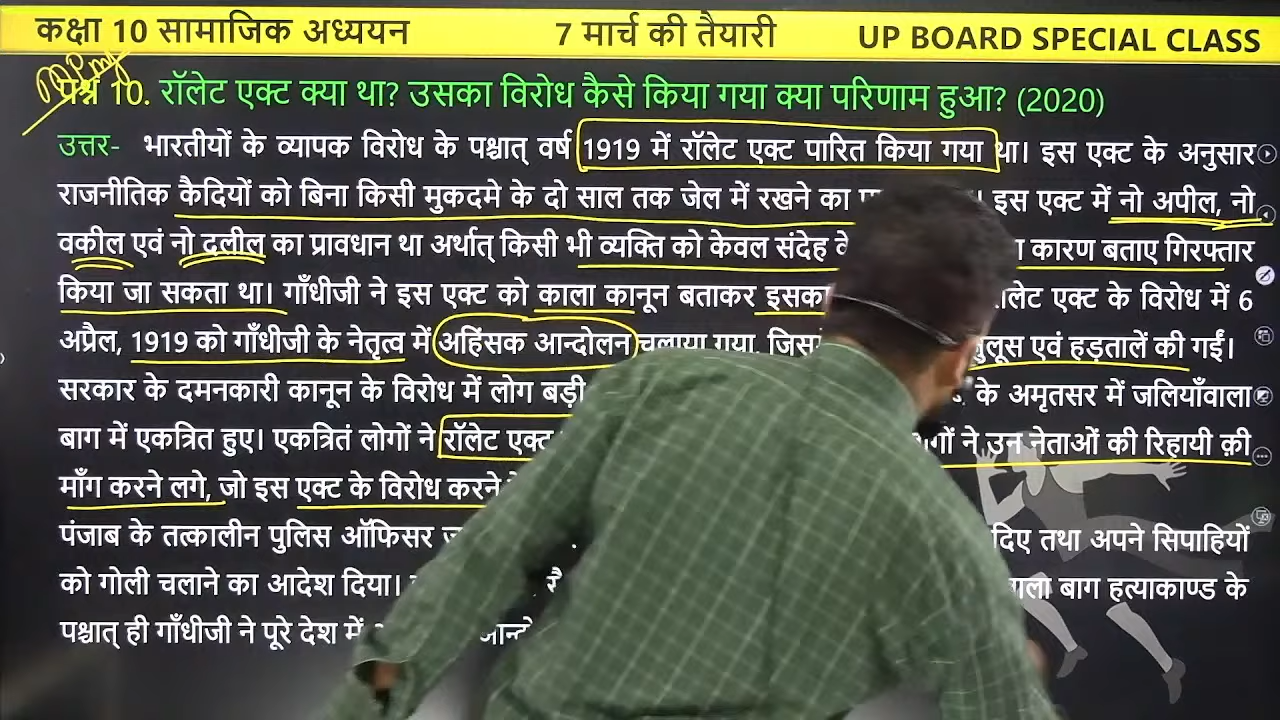 कक्षा 10 सामाजिक अध्ययन 7 मार्च की तैयारी UP BOARD SPECIAL CLASS
प्रश्न 10. रॉलेट एक्ट क्या था? उसका विरोध कैसे किया गया क्या परिणाम हुआ? (2020)
उत्तर- भारतीयों के व्यापक विरोध के पश्चात् वर्ष 1919 में रॉलेट एक्ट पारित किया गया था। इस एक्ट के अनुसार
राजनीतिक कैदियों को बिना किसी मुकदमे के दो साल तक जेल में रखने का इस एक्ट में नो अपील, नो
वकील एवं नो दलील का प्रावधान था अर्थात् किसी भी व्यक्ति को केवल संदेह कारण बताए गिरफ्तार
किया जा सकता था। गाँधीजी ने इस एक्ट को काला कानून बताकर के विरोध में 6
अप्रैल, 1919 को गाँधीजी के नेतृत्व में अहिंसक आन्दोलन चलाया गया, एवं हड़तालें की गईं।
सरकार के दमनकारी कानून के विरोध में लोग बड़ी के अमृतसर में जलियाँवाला
बाग में एकत्रित हुए। एकत्रितं लोगों ने रॉलेट एक्ट ने उन नेताओं की रिहायी की
माँग करने लगे, जो इस एक्ट के विरोध करने
पंजाब के तत्कालीन पुलिस ऑफिसर दिए तथा अपने सिपाहियों
को गोली चलाने का आदेश दिया। बाग हत्याकाण्ड के
पश्चात् ही गाँधीजी ने पूरे देश में